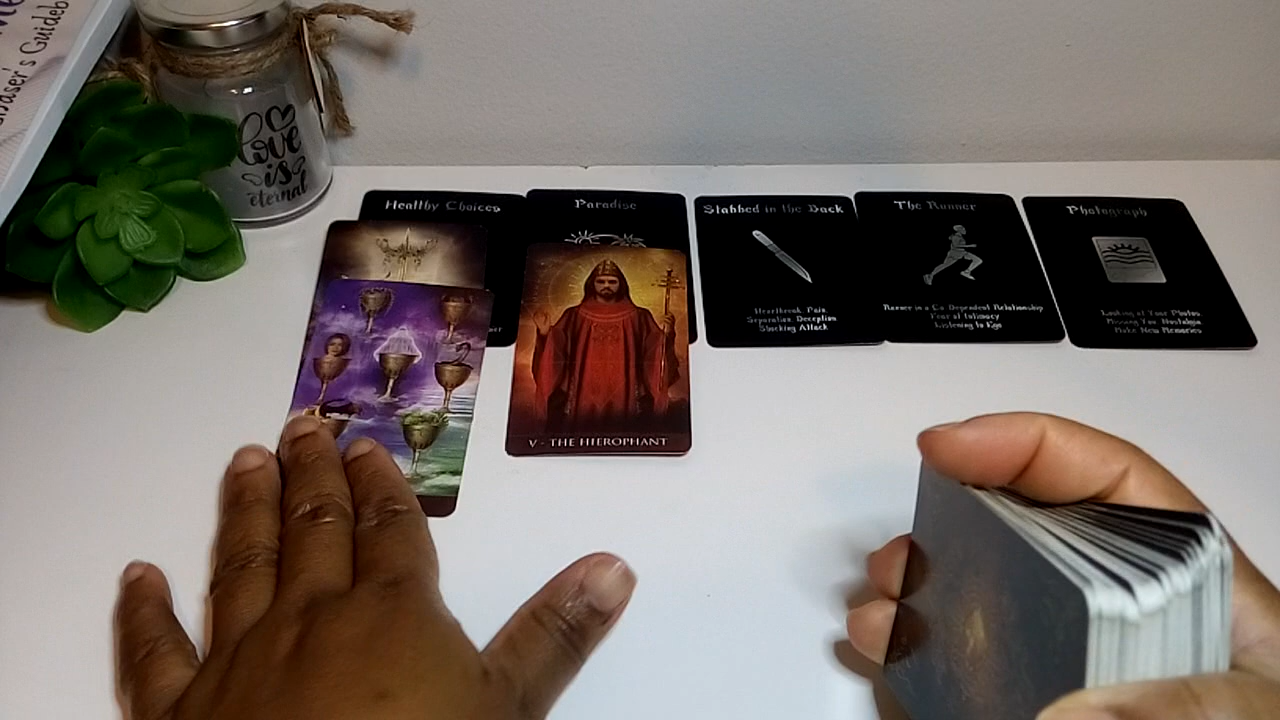 Chaser's Guideb
love
is
eternal
Healthy Choices
Paradise
Stabbed in the Back
Heartbreak, Pain,
Separation, Deception
Shocking Attack
The Runner
Runner in a Co-Dependent Relationship
Fear of Intimacy
Listening to Ego
Photograph
Looking at Your Photos
Missing You, Nostalgia
Make New Memories
V - THE HIEROPHANT